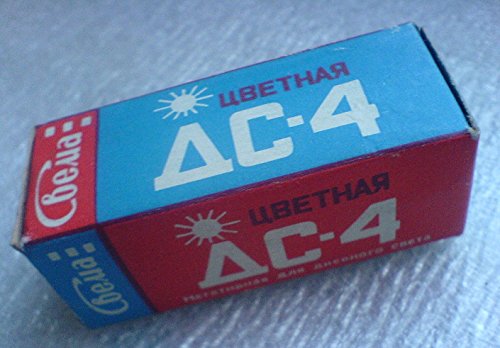 Свема
ЦВЕТНАЯ
ДС-4
Свема
ЦВЕТНАЯ
ДС-4
Негативная для дневного света